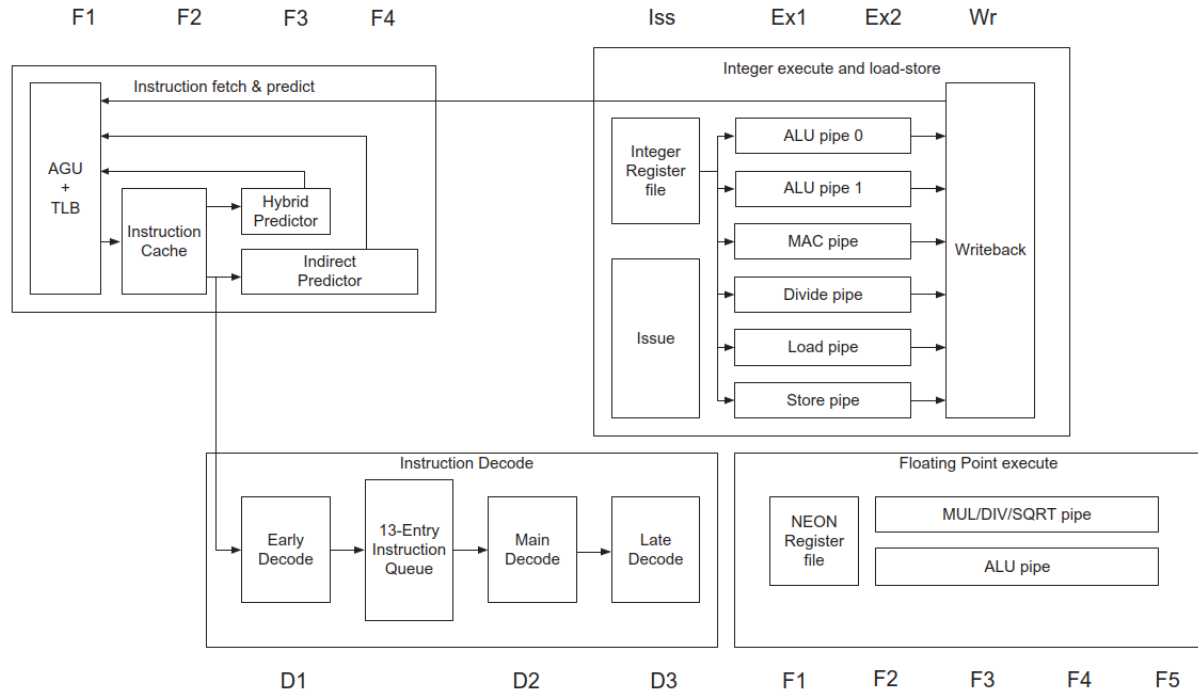 F1 F2 F3 F4 Iss Ex1 Ex2 Wr
Instruction fetch & predict
AGU
+
TLB
Instruction
Cache
Hybrid
Predictor
Indirect
Predictor
Integer execute and load-store
Integer
Register
file
Issue
ALU pipe 0
ALU pipe 1
MAC pipe
Divide pipe
Load pipe
Store pipe
Writeback
Instruction Decode
Early
Decode
13-Entry
Instruction
Queue
Main
Decode
Late
Decode
Floating Point execute
NEON
Register
file
MUL/DIV/SQRT pipe
ALU pipe
D1 D2 D3 F1 F2 F3 F4 F5